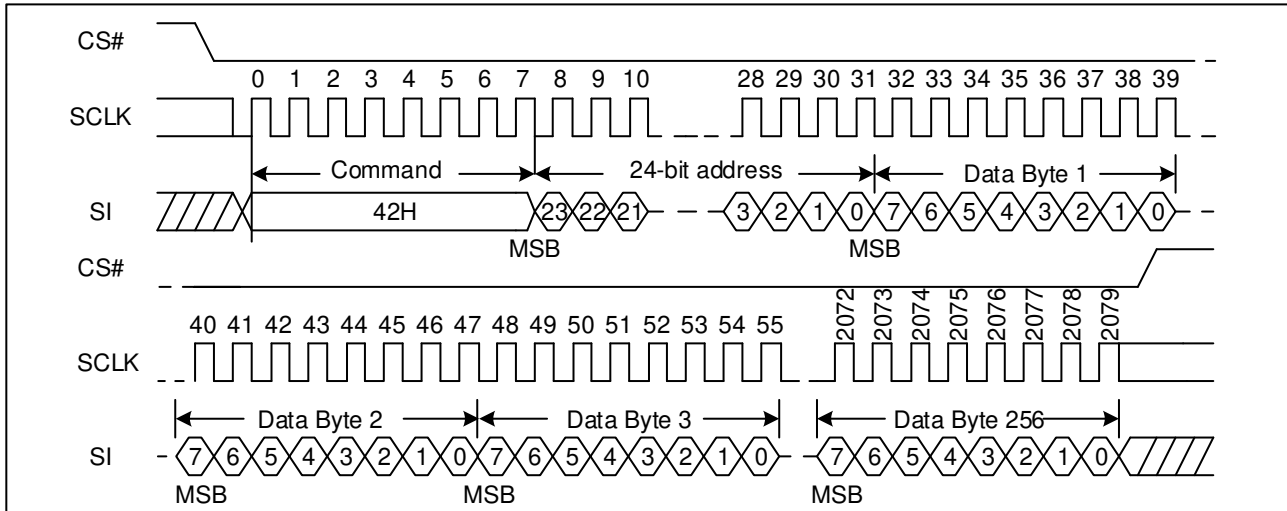 CS#
0 1 2 3 4 5 6 7 8 9 10 28 29 30 31 32 33 34 35 36 37 38 39
SCLK
Command 24-bit address Data Byte 1
SI 42H 23 22 21 3 2 1 0 7 6 5 4 3 2 1 0
MSB MSB
CS#
40 41 42 43 44 45 46 47 48 49 50 51 52 53 54 55 2072 2073 2074 2075 2076 2077 2078 2079
SCLK
Data Byte 2 Data Byte 3 Data Byte 256
SI 7 6 5 4 3 2 1 0 7 6 5 4 3 2 1 0 7 6 5 4 3 2 1 0
MSB MSB MSB